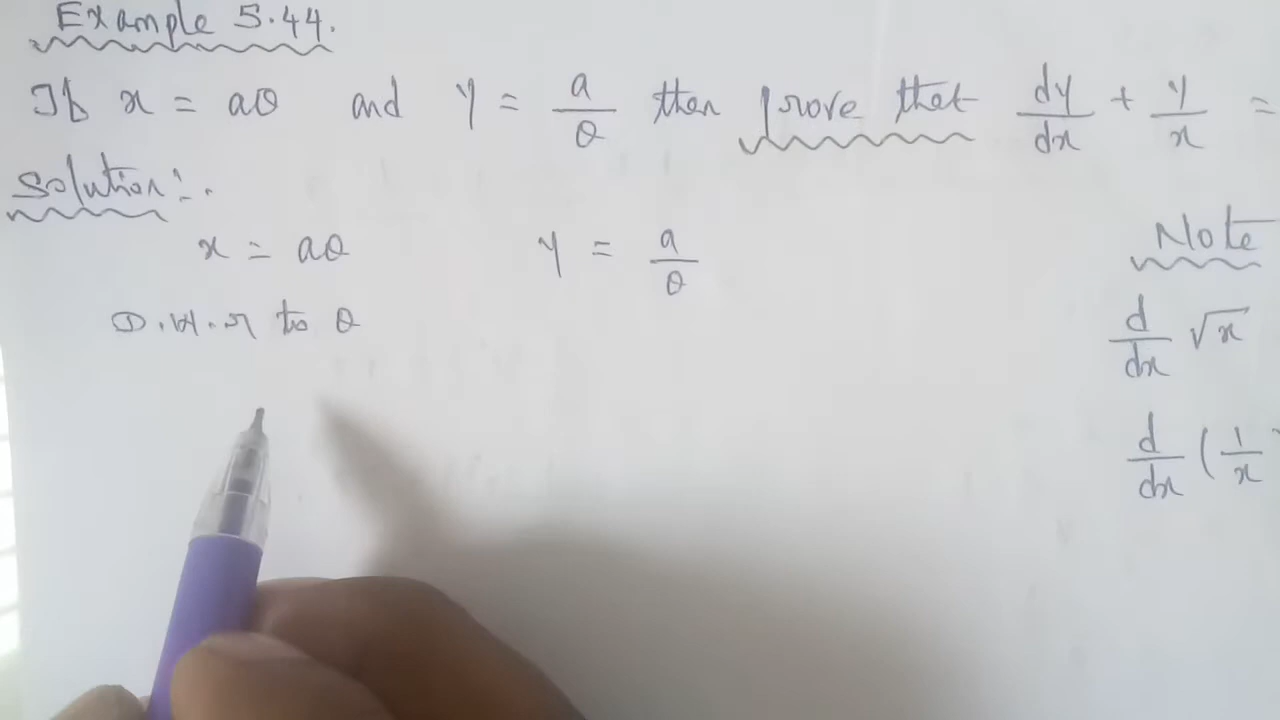 Example 5.44.
If x = aθ and y = a/θ then prove that dy/dx + y/x =
Solution:.
x = aθ y = a/θ
Note
D.W.r to θ
d/dx √x
d/dx (1/x